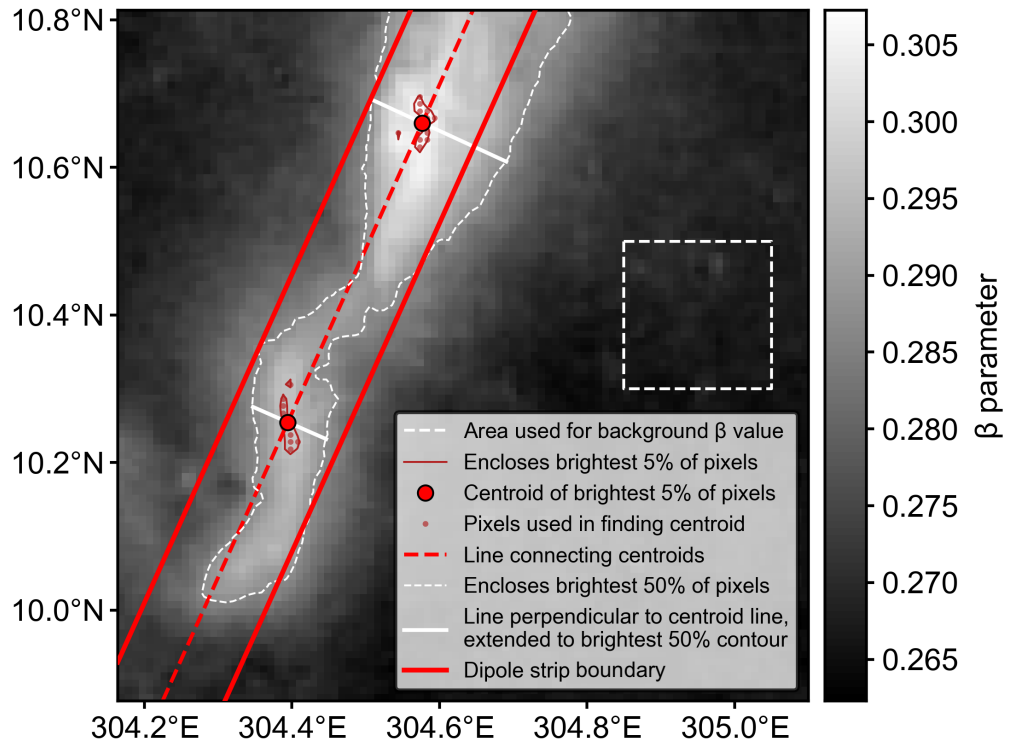 10.8°N
10.6°N
10.4°N
10.2°N
10.0°N
304.2°E
304.4°E
304.6°E
304.8°E
305.0°E
Area used for background β value
Encloses brightest 5% of pixels
Centroid of brightest 5% of pixels
Pixels used in finding centroid
Line connecting centroids
Encloses brightest 50% of pixels
Line perpendicular to centroid line,
extended to brightest 50% contour
Dipole strip boundary
0.305
0.300
0.295
0.290
0.285
0.280
0.275
0.270
0.265
β parameter